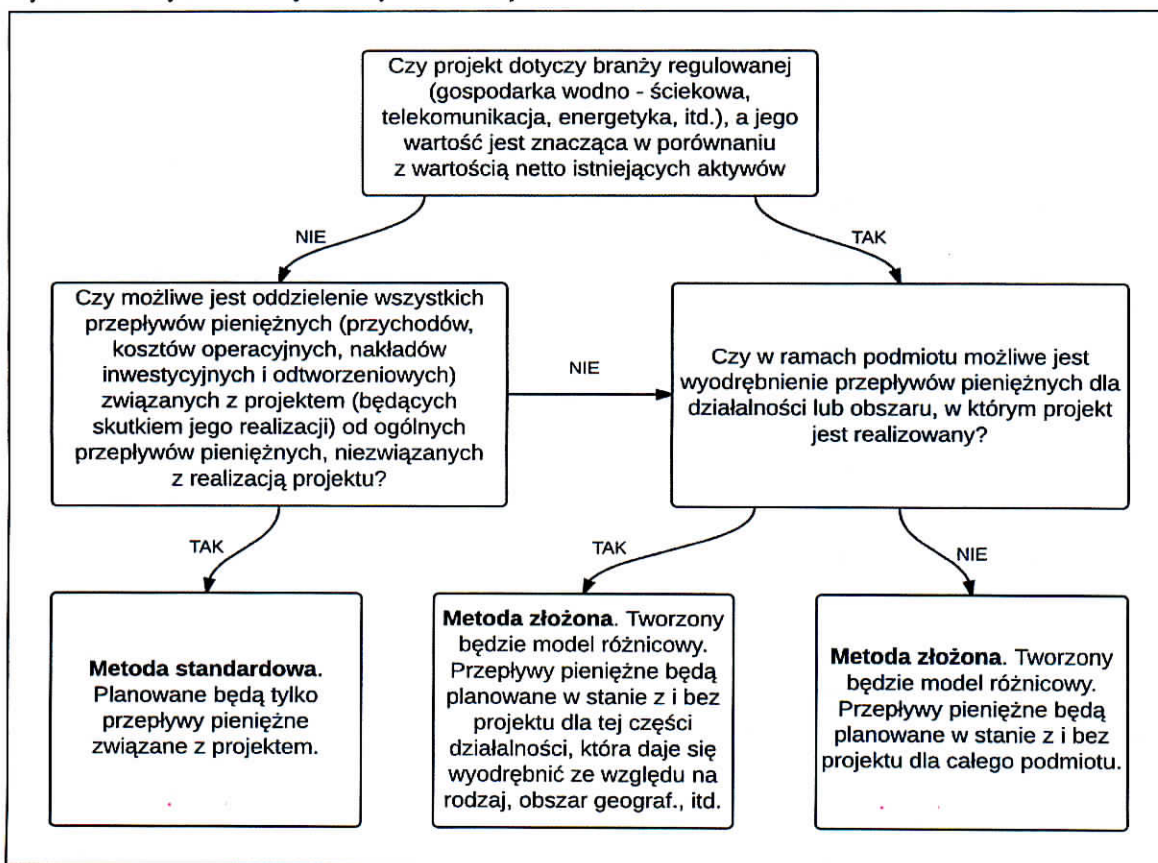 Czy projekt dotyczy branży regulowanej
(gospodarka wodno - ściekowa,
telekomunikacja, energetyka, itd.), a jego
wartość jest znacząca w porównaniu
z wartością netto istniejących aktywów
NIE
TAK
Czy możliwe jest oddzielenie wszystkich
przepływów pieniężnych (przychodów,
kosztów operacyjnych, nakładów
inwestycyjnych i odtworzeniowych)
związanych z projektem (będących
skutkiem jego realizacji) od ogólnych
przepływów pieniężnych, niezwiązanych
z realizacją projektu?
NIE
Czy w ramach podmiotu możliwe jest
wyodrębnienie przepływów pieniężnych dla
działalności lub obszaru, w którym projekt
jest realizowany?
TAK
TAK
NIE
Metoda standardowa.
Planowane będą tylko
przepływy pieniężne
związane z projektem.
Metoda złożona. Tworzony
będzie model różnicowy.
Przepływy pieniężne będą
planowane w stanie z i bez
projektu dla tej części
działalności, która daje się
wyodrębnić ze względu na
rodzaj, obszar geograf., itd.
Metoda złożona. Tworzony
będzie model różnicowy.
Przepływy pieniężne będą
planowane w stanie z i bez
projektu dla całego podmiotu.